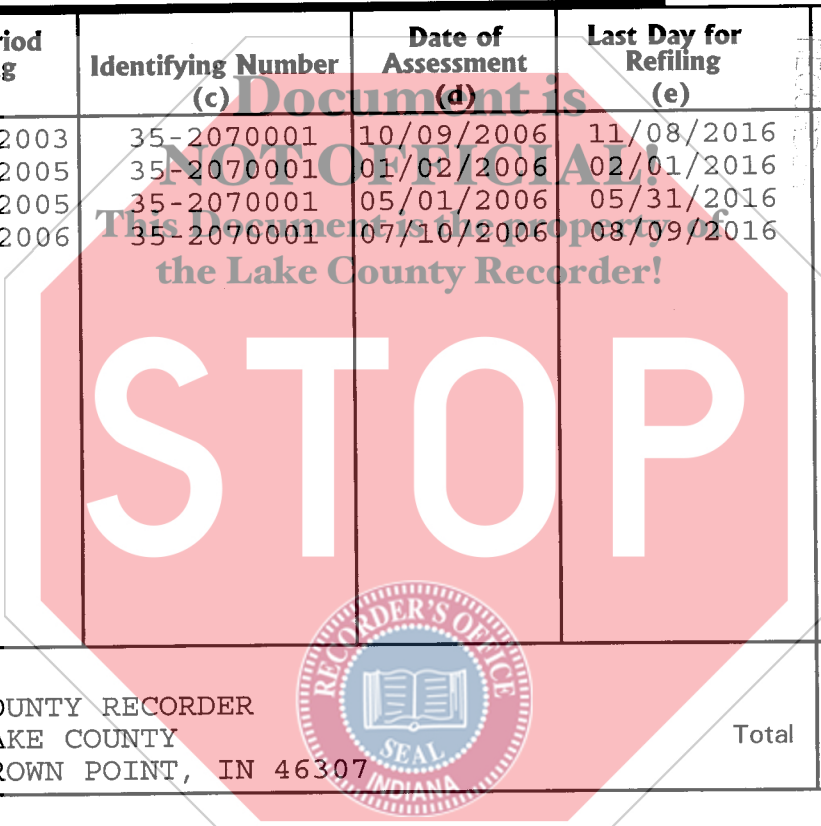 riod
g
Identifying Number
(c)
Date of
Assessment
(d)
Last Day for
Refiling
(e)
2003 35-2070001 10/09/2006 11/08/2016
2005 35-2070001 01/02/2006 02/01/2016
2005 35-2070001 05/01/2006 05/31/2016
2006 35-2070001 07/10/2006 08/09/2016
Document is
NOT OFFICIAL!
This Document is the property of
the Lake County Recorder!
STOP
OUNTY RECORDER
AKE COUNTY
ROWN POINT, IN 46307
Total
RECORDER'S OFFICE
SEAL
INDIANA